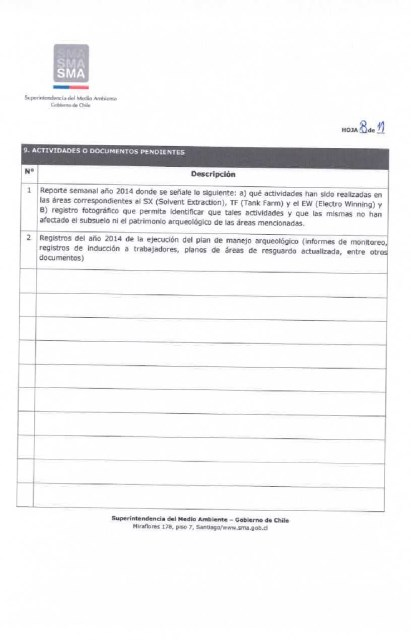 SMA
SMA
SMA
Superintendencia del Medio Ambiente
Gobierno de Chile
HOJA 8 de 11
9. ACTIVIDADES O DOCUMENTOS PENDIENTES
N° Descripción
1 Reporte semanal año 2014 donde se señale lo siguiente: a) qué actividades han sido realizadas en
las áreas correspondientes al SX (Solvent Extraction), TF (Tank Farm) y el EW (Electro Winning) y
B) registro fotográfico que permita identificar que tales actividades y que las mismas no han
afectado el subsuelo ni el patrimonio arqueológico de las áreas mencionadas.
2 Registros del año 2014 de la ejecución del plan de manejo arqueológico (informes de monitoreo,
registros de inducción a trabajadores, planos de áreas de resguardo actualizada, entre otros
documentos)
Superintendencia del Medio Ambiente – Gobierno de Chile
Miraflores 178, piso 7, Santiago/www.sma.gob.cl